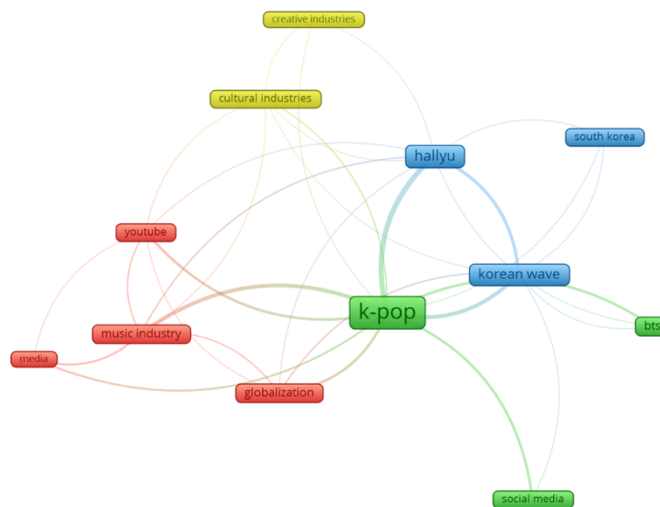 creative industries
cultural industries
south korea
hallyu
youtube
korean wave
k-pop
bts
music industry
media
globalization
social media